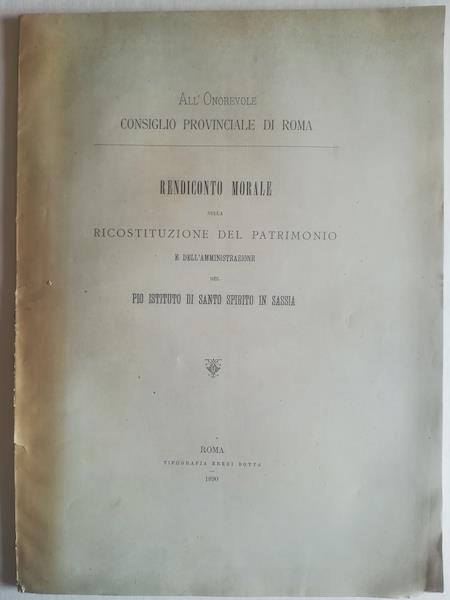 All' Onorevole
CONSIGLIO PROVINCIALE DI ROMA
RENDICONTO MORALE
SULLA
RICOSTITUZIONE DEL PATRIMONIO
E DELL'AMMINISTRAZIONE
DEL
PIO ISTITUTO DI SANTO SPIRITO IN SASSIA
ROMA
TIPOGRAFIA EREDI BOTTA
1890